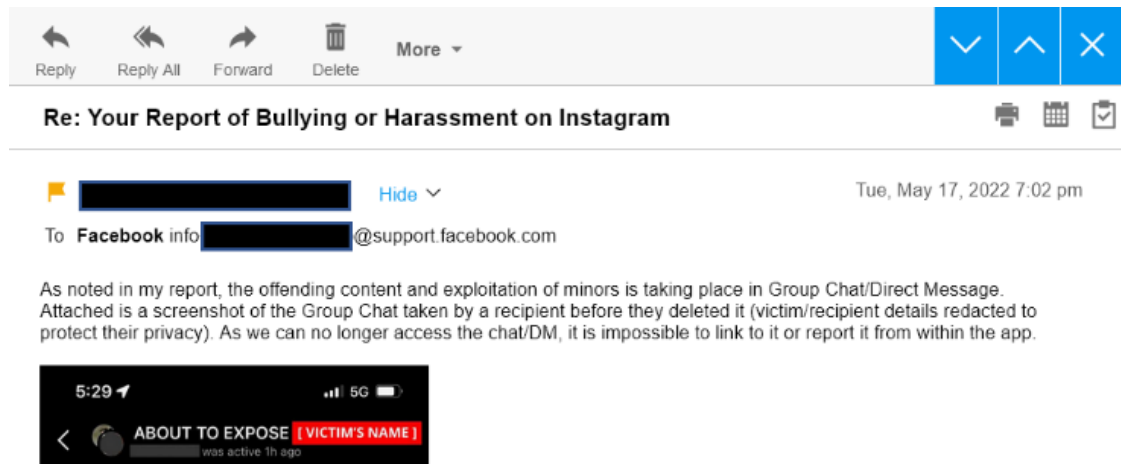 Reply Reply All Forward Delete More
Re: Your Report of Bullying or Harassment on Instagram
Hide Tue, May 17, 2022 7:02 pm
To Facebook info @support.facebook.com
As noted in my report, the offending content and exploitation of minors is taking place in Group Chat/Direct Message.
Attached is a screenshot of the Group Chat taken by a recipient before they deleted it (victim/recipient details redacted to
protect their privacy). As we can no longer access the chat/DM, it is impossible to link to it or report it from within the app.
5:29 5G
ABOUT TO EXPOSE [ VICTIM'S NAME ]
was active 1h ago